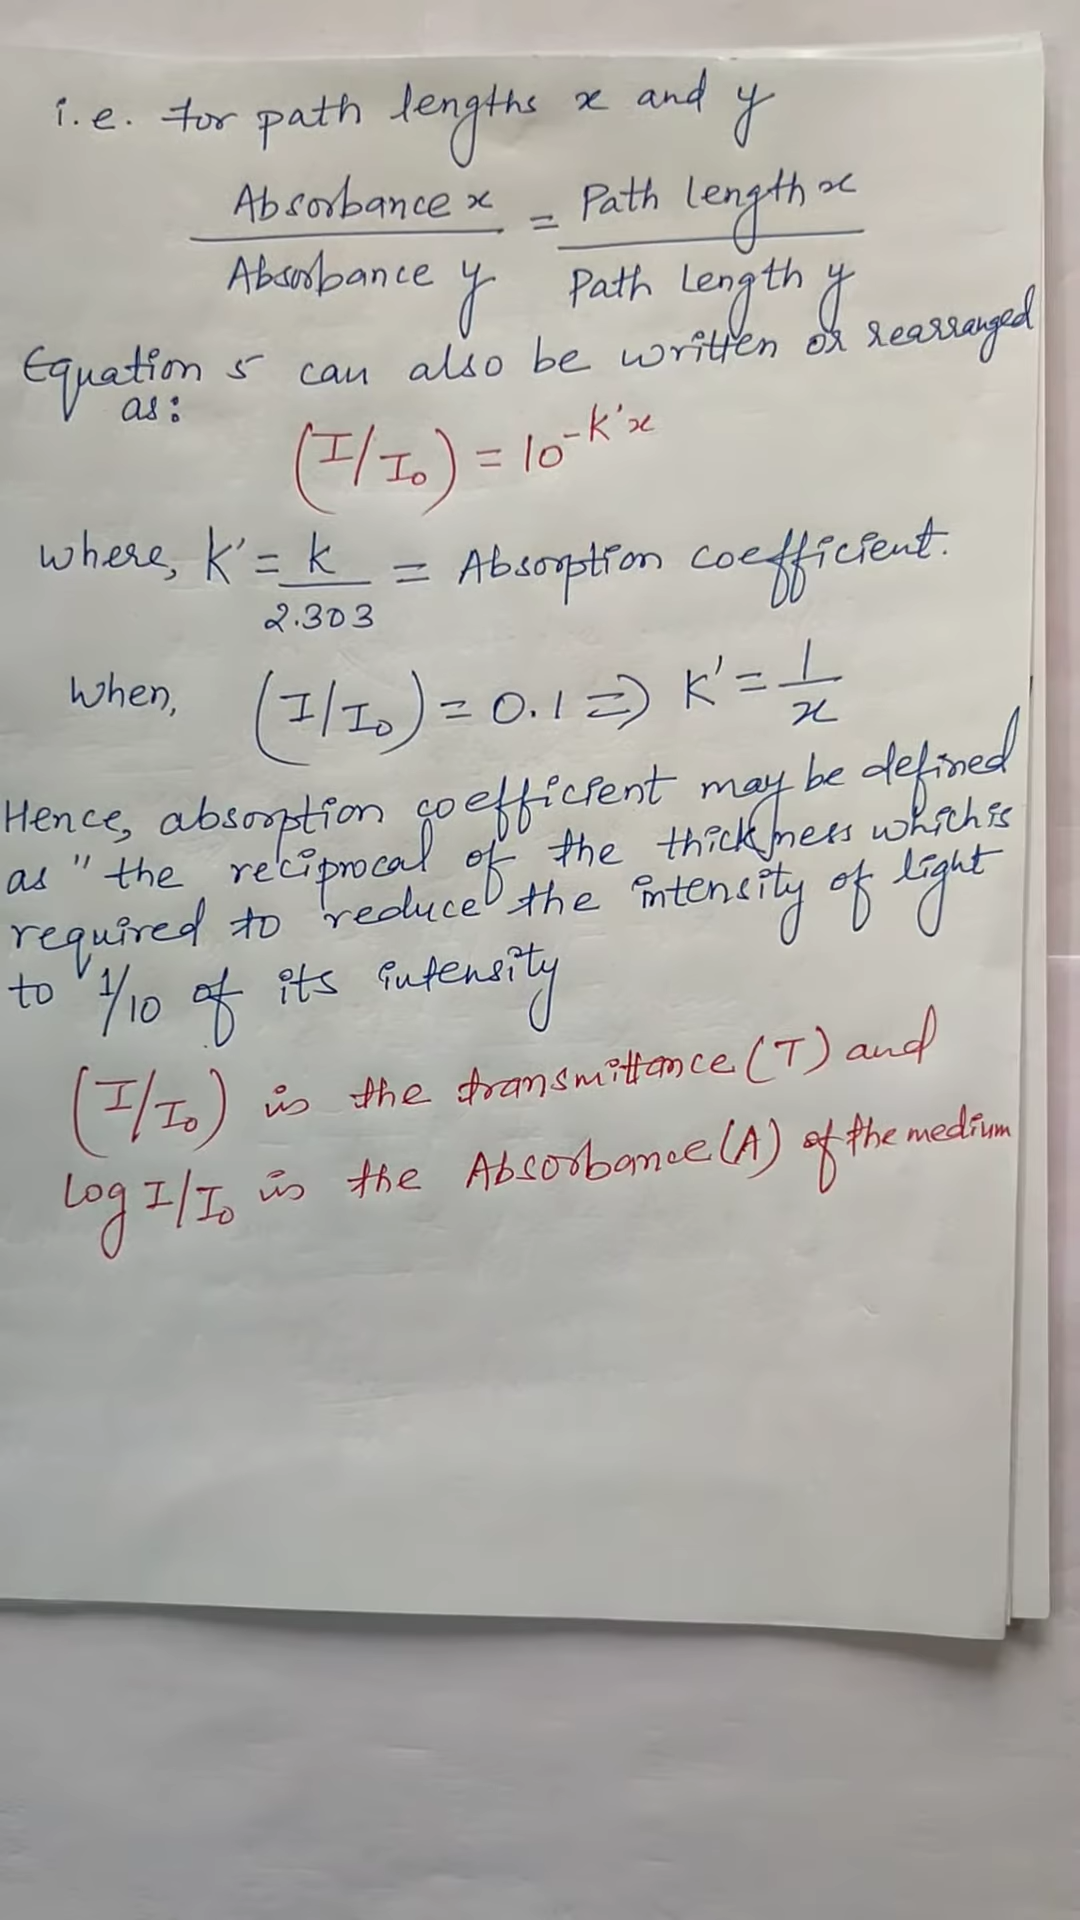 i.e. for path lengths x and y
Absorbance x / Absorbance y = Path length x / Path Length y
Equation 5 can also be written or rearranged
as:
(I/I₀) = 10^-k'x
where, K' = k/2.303 = Absorption coefficient.
When, (I/I₀) = 0.1 ⇒ K' = 1/x
Hence, absorption coefficient may be defined
as "the reciprocal of the thickness which is
required to reduce the intensity of light
to 1/10 of its intensity
(I/I₀) is the transmittance (T) and
Log I/I₀ is the Absorbance (A) of the medium